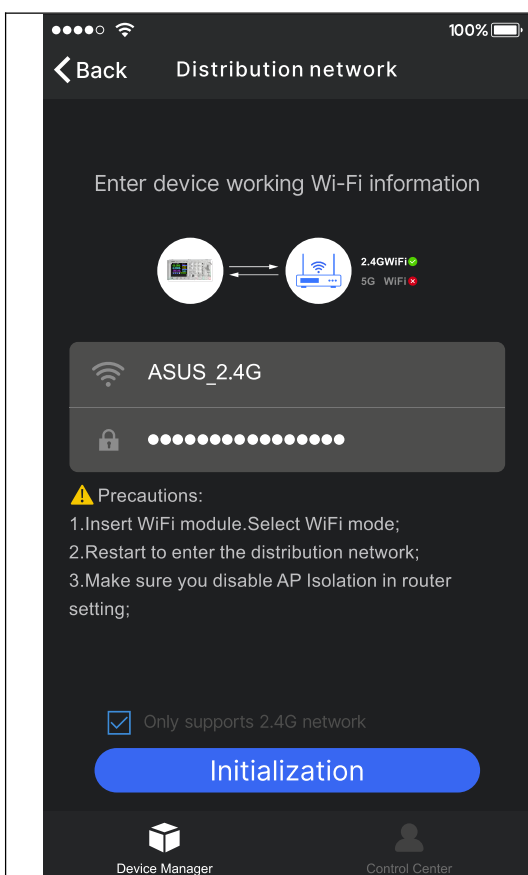 100%
Back Distribution network
Enter device working Wi-Fi information
2.4GWiFi
5G WiFi
ASUS_2.4G
●●●●●●●●●●●●●●●●
Precautions:
1.Insert WiFi module.Select WiFi mode;
2.Restart to enter the distribution network;
3.Make sure you disable AP Isolation in router
setting;
Only supports 2.4G network
Initialization
Device Manager Control Center